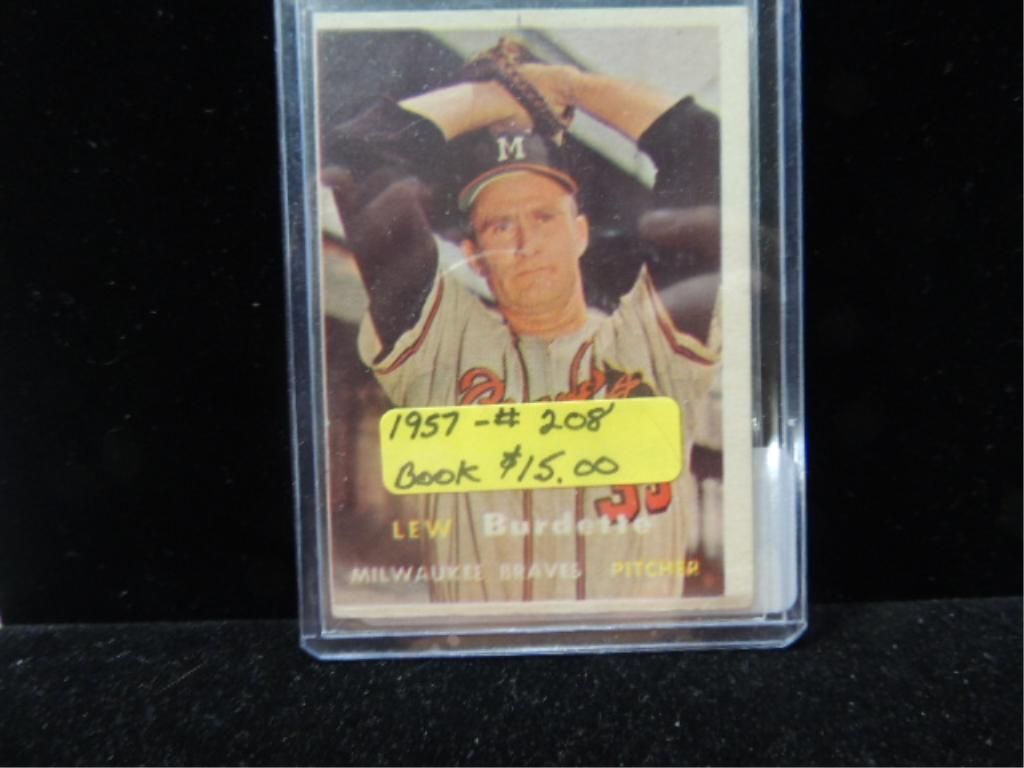 M
1957 - # 208
Book $15.00
LEW Burdette
MILWAUKEE BRAVES PITCHER